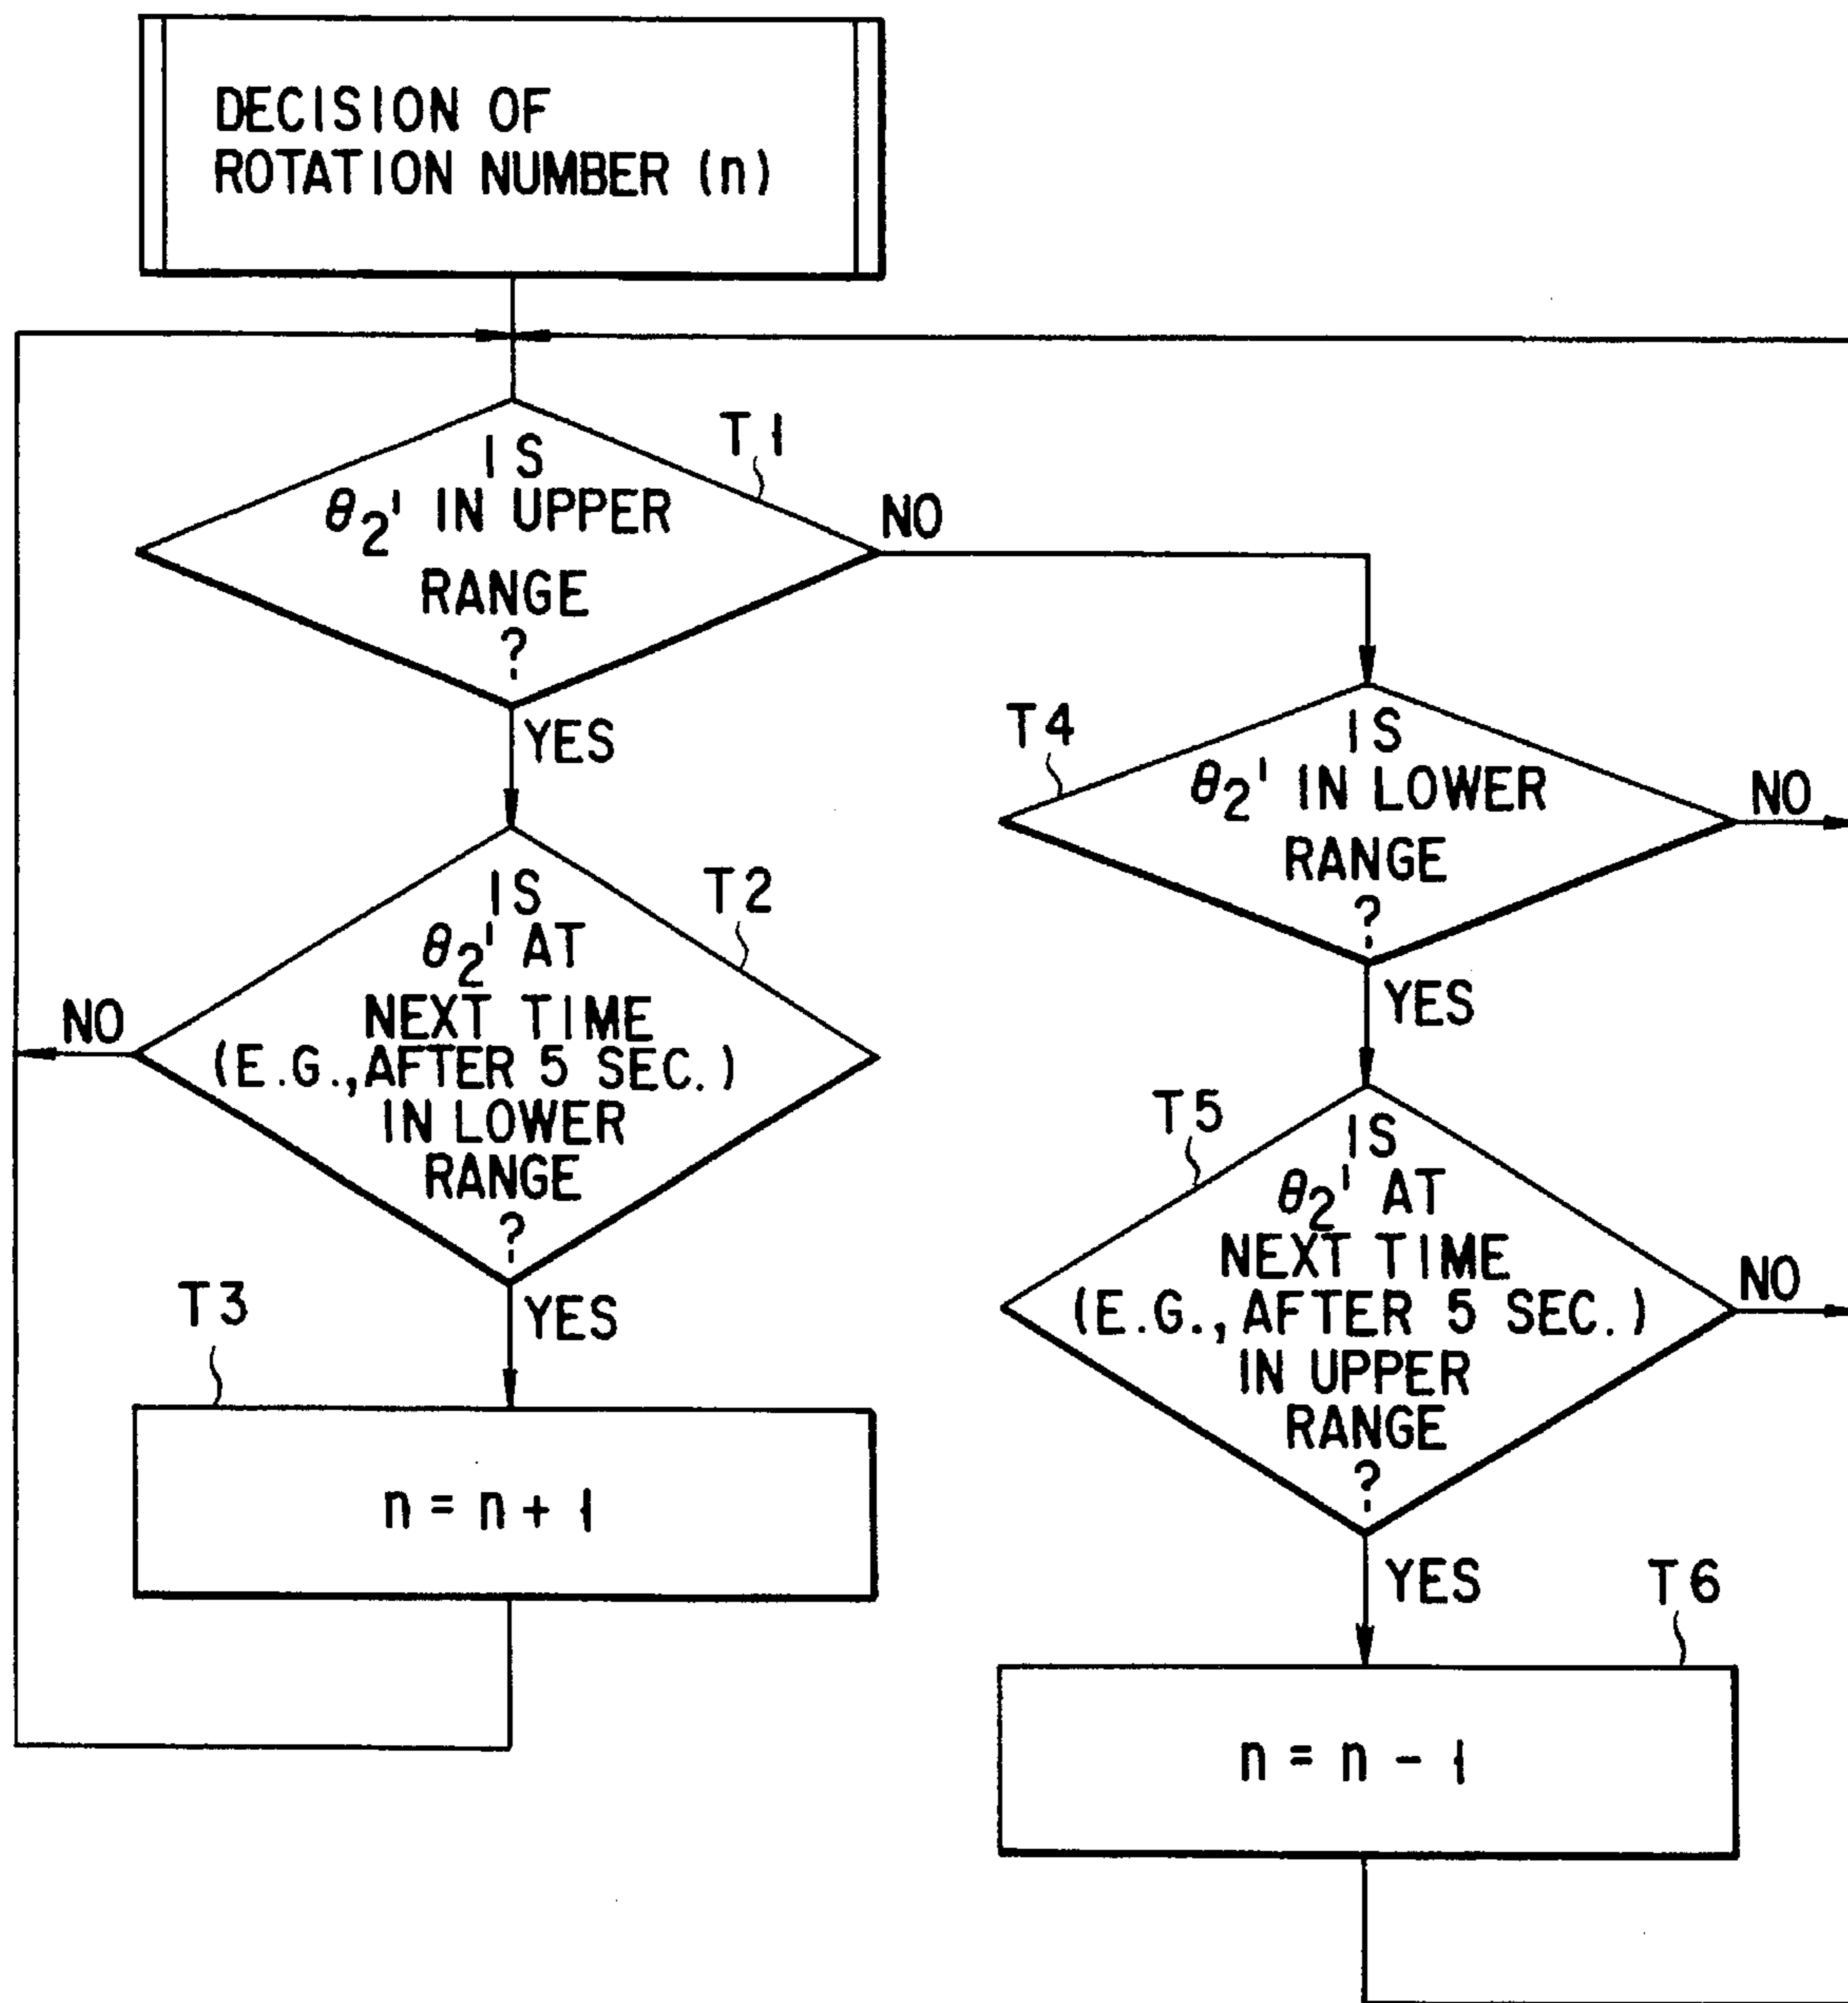 DECISION OF
ROTATION NUMBER (n)
T1
IS
θ2' IN UPPER
RANGE
?
NO
YES
T4
IS
θ2' IN LOWER
RANGE
?
NO
YES
T2
IS
θ2' AT
NEXT TIME
(E.G., AFTER 5 SEC.)
IN LOWER
RANGE
?
NO
YES
T5
IS
θ2' AT
NEXT TIME
(E.G., AFTER 5 SEC.)
IN UPPER
RANGE
?
NO
YES
T3
n = n + 1
T6
n = n - 1